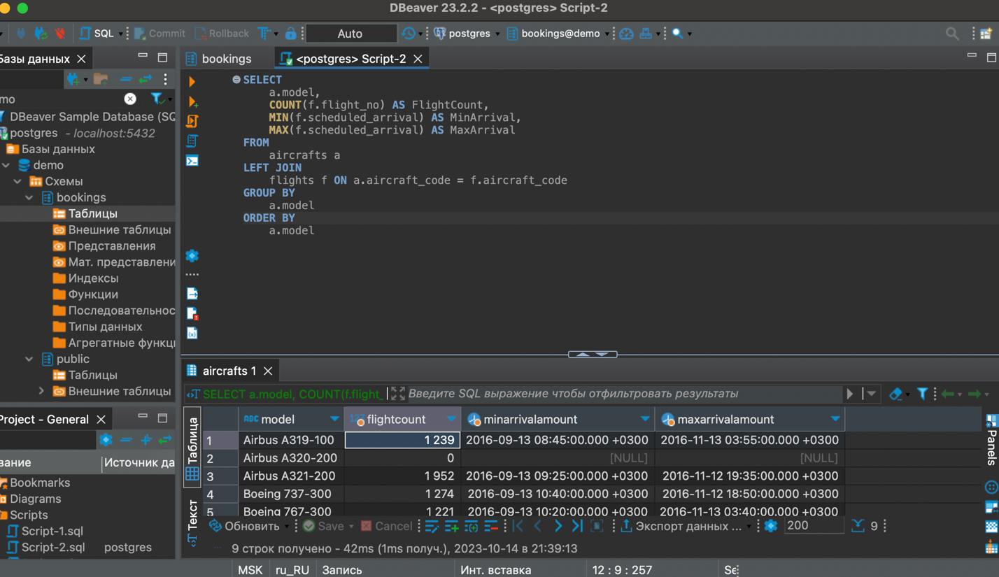 DBeaver 23.2.2 - <postgres> Script-2
SQL Commit Rollback Auto postgres bookings@demo
Базы данных
mo
DBeaver Sample Database (SQ
postgres - localhost:5432
Базы данных
demo
Схемы
bookings
Таблицы
Внешние таблицы
Представления
Мат. представлени
Индексы
Функции
Последовательнос
Типы данных
Агрегатные функц
public
Таблицы
Внешние таблицы
Project - General
вание Источник да
Bookmarks
Diagrams
Scripts
Script-1.sql
Script-2.sql postgres
bookings <postgres> Script-2
SELECT
a.model,
COUNT(f.flight_no) AS FlightCount,
MIN(f.scheduled_arrival) AS MinArrival,
MAX(f.scheduled_arrival) AS MaxArrival
FROM
aircrafts a
LEFT JOIN
flights f ON a.aircraft_code = f.aircraft_code
GROUP BY
a.model
ORDER BY
a.model
aircrafts 1
SELECT a.model, COUNT(f.flight_ Введите SQL выражение чтобы отфильтровать результаты
Таблица
Текст
ABC model 123 flightcount minarrivalamount maxarrivalamount
1 Airbus A319-100 1 239 2016-09-13 08:45:00.000 +0300 2016-11-13 03:55:00.000 +0300
2 Airbus A320-200 0 [NULL] [NULL]
3 Airbus A321-200 1 952 2016-09-13 09:25:00.000 +0300 2016-11-12 19:35:00.000 +0300
4 Boeing 737-300 1 274 2016-09-13 10:40:00.000 +0300 2016-11-12 18:50:00.000 +0300
5 Boeing 767-300 1 221 2016-09-13 10:20:00.000 +0300 2016-11-13 03:40:00.000 +0300
Panels
Обновить Save Cancel Экспорт данных ... 200 9
9 строк получено - 42ms (1ms получ.), 2023-10-14 в 21:39:13
MSK ru_RU Запись Инт. вставка 12 : 9 : 257 Se